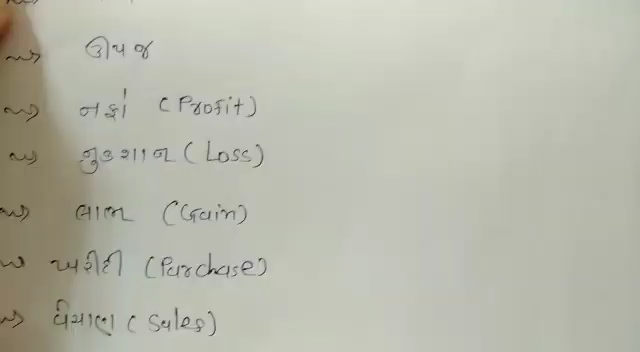 ઉપજ
નફો (Profit)
નુકશાન (Loss)
લાભ (Gain)
ખરીદી (Purchase)
વેચાણ (Sales)